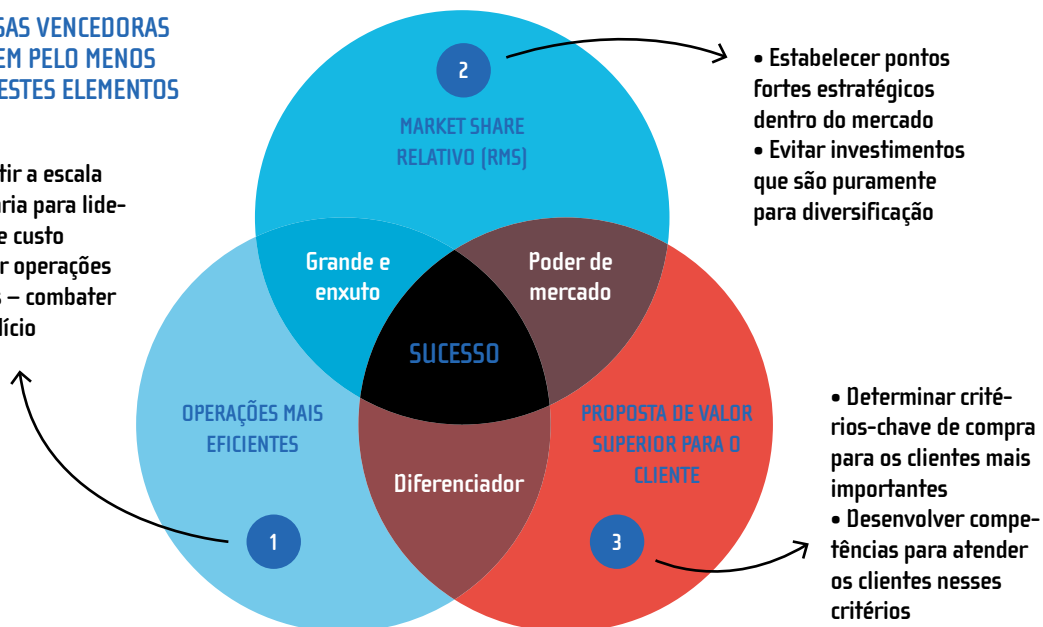 SAS VENCEDORAS
EM PELO MENOS
ESTES ELEMENTOS
2
MARKET SHARE
RELATIVO (RMS)
• Estabelecer pontos
fortes estratégicos
dentro do mercado
• Evitar investimentos
que são puramente
para diversificação
tir a escala
ria para lide-
e custo
r operações
s – combater
lício
Grande e
enxuto
Poder de
mercado
SUCESSO
OPERAÇÕES MAIS
EFICIENTES
PROPOSTA DE VALOR
SUPERIOR PARA O
CLIENTE
Diferenciador
1
3
• Determinar crité-
rios-chave de compra
para os clientes mais
importantes
• Desenvolver compe-
tências para atender
os clientes nesses
critérios